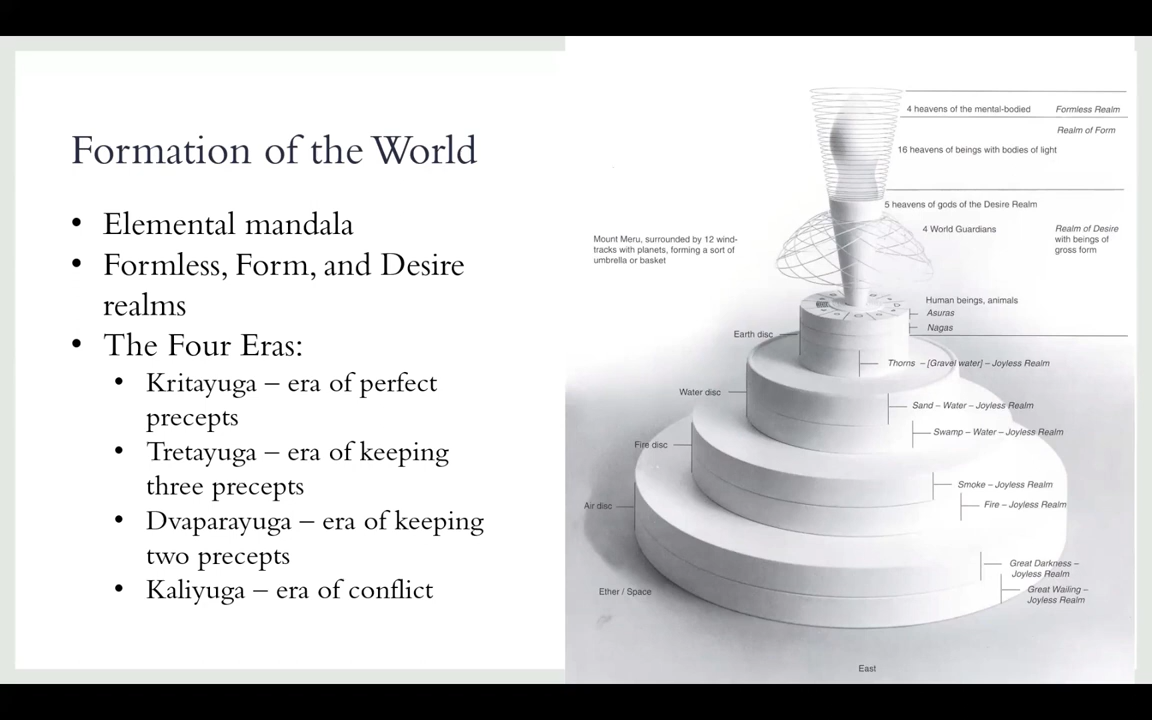 Formation of the World
• Elemental mandala
• Formless, Form, and Desire
realms
• The Four Eras:
• Kritayuga – era of perfect
precepts
• Tretayuga – era of keeping
three precepts
• Dvaparayuga – era of keeping
two precepts
• Kaliyuga – era of conflict
4 heavens of the mental-bodied
Formless Realm
Realm of Form
16 heavens of beings with bodies of light
5 heavens of gods of the Desire Realm
4 World Guardians
Realm of Desire
with beings of
gross form
Mount Meru, surrounded by 12 wind-
tracks with planets, forming a sort of
umbrella or basket
Human beings, animals
Asuras
Nagas
Earth disc
Thorns – [Gravel water] – Joyless Realm
Water disc
Sand – Water – Joyless Realm
Swamp – Water – Joyless Realm
Fire disc
Smoke – Joyless Realm
Fire – Joyless Realm
Air disc
Great Darkness –
Joyless Realm
Ether / Space
Great Wailing –
Joyless Realm
East